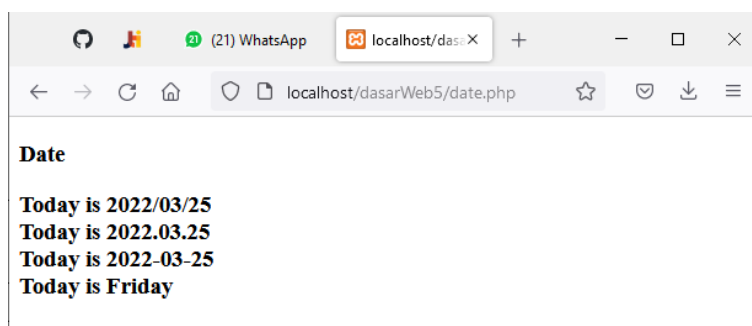 21 (21) WhatsApp localhost/dasa
localhost/dasarWeb5/date.php
Date
Today is 2022/03/25
Today is 2022.03.25
Today is 2022-03-25
Today is Friday